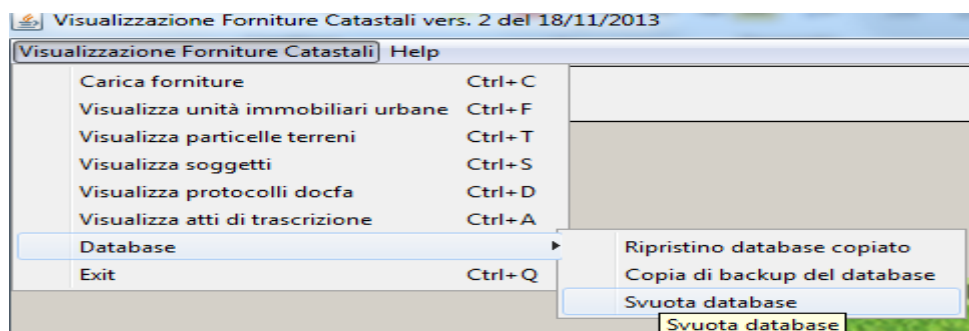 Visualizzazione Forniture Catastali vers. 2 del 18/11/2013
Visualizzazione Forniture Catastali Help
Carica forniture Ctrl+C
Visualizza unità immobiliari urbane Ctrl+F
Visualizza particelle terreni Ctrl+T
Visualizza soggetti Ctrl+S
Visualizza protocolli docfa Ctrl+D
Visualizza atti di trascrizione Ctrl+A
Database
Exit Ctrl+Q
Ripristino database copiato
Copia di backup del database
Svuota database
Svuota database